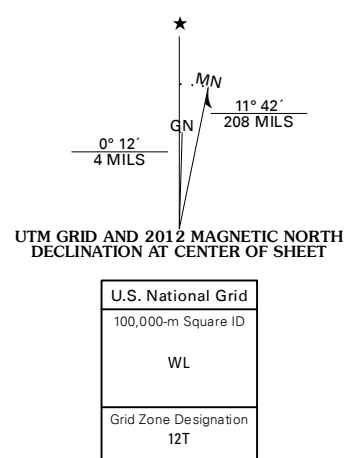 ★
MN
11° 42´
208 MILS
GN
0° 12´
4 MILS
UTM GRID AND 2012 MAGNETIC NORTH
DECLINATION AT CENTER OF SHEET
U.S. National Grid
100,000-m Square ID
WL
Grid Zone Designation
12T